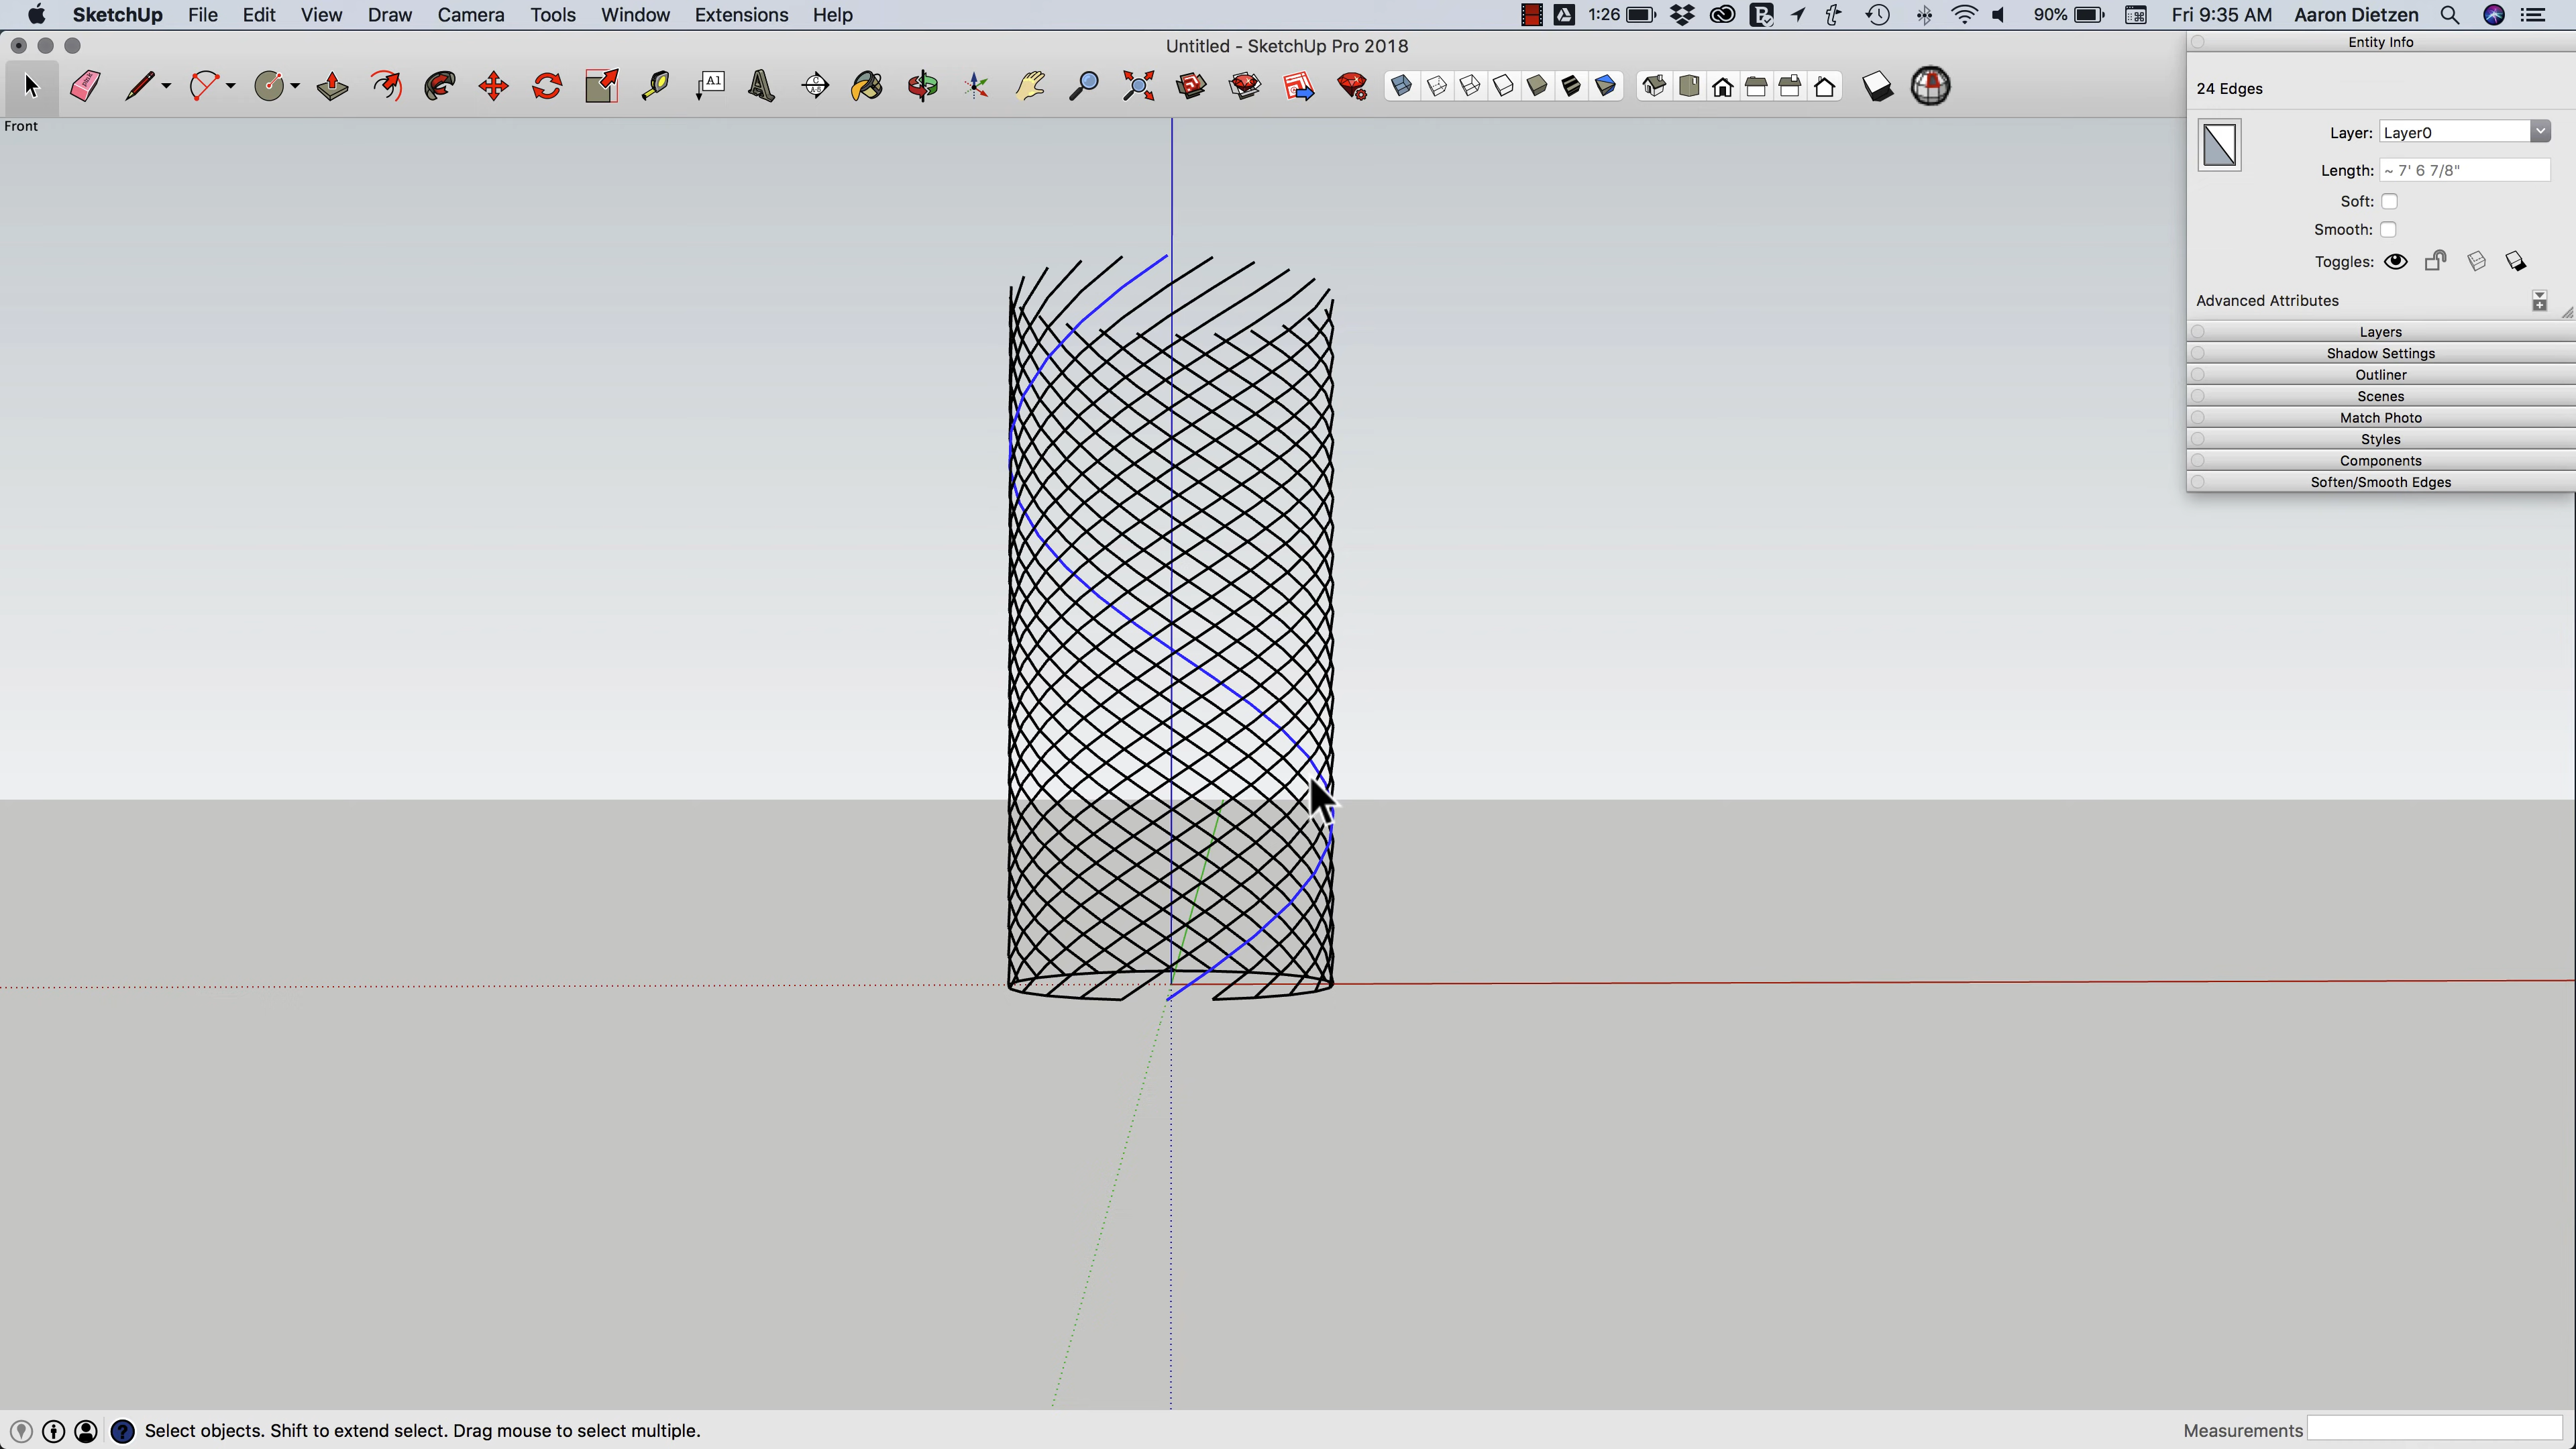 SketchUp File Edit View Draw Camera Tools Window Extensions Help 1:26 90% Fri 9:35 AM Aaron Dietzen
Untitled - SketchUp Pro 2018
A1
Front
Entity Info
24 Edges
Layer: Layer0
Length: ~ 7' 6 7/8"
Soft:
Smooth:
Toggles:
Advanced Attributes
Layers
Shadow Settings
Outliner
Scenes
Match Photo
Styles
Components
Soften/Smooth Edges
Select objects. Shift to extend select. Drag mouse to select multiple.
Measurements